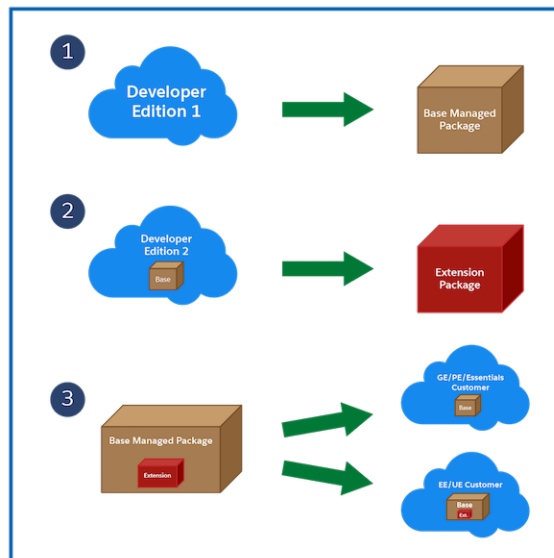 1
Developer
Edition 1
Base Managed
Package
2
Developer
Edition 2
Base
Extension
Package
3
Base Managed Package
Extension
GE/PE/Essentials
Customer
Base
EE/UE Customer
Base
Ext.